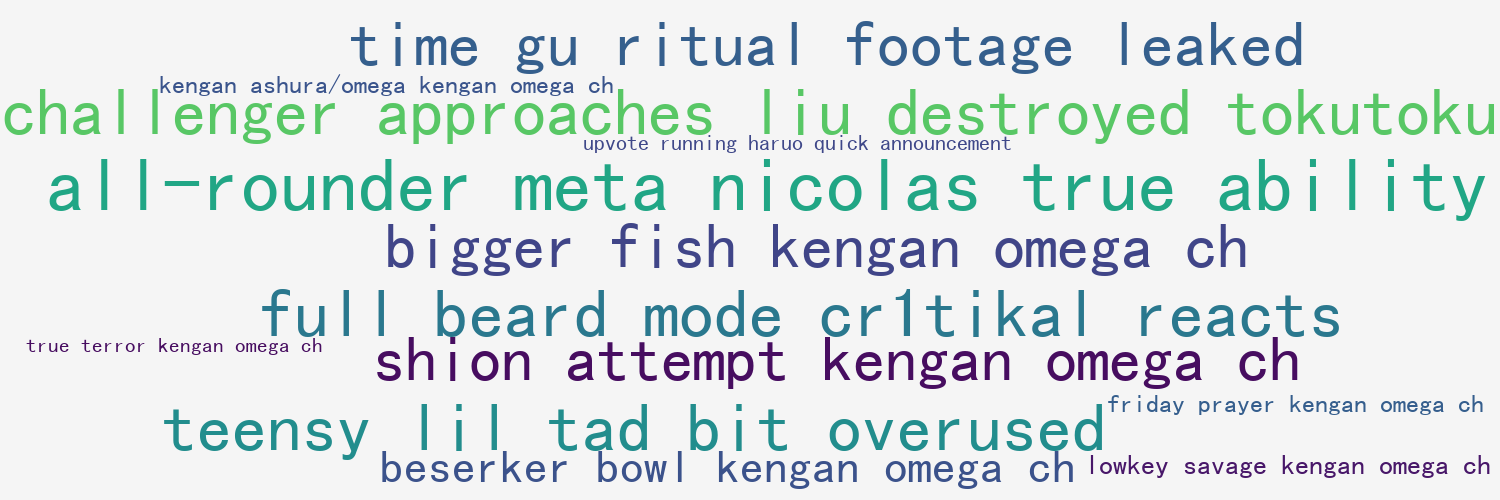 time gu ritual footage leaked
kengan ashura/omega kengan omega ch
challenger approaches liu destroyed tokutoku
upvote running haruo quick announcement
all-rounder meta nicolas true ability
bigger fish kengan omega ch
full beard mode cr1tikal reacts
true terror kengan omega ch
shion attempt kengan omega ch
friday prayer kengan omega ch
teensy lil tad bit overused
beserker bowl kengan omega ch
lowkey savage kengan omega ch